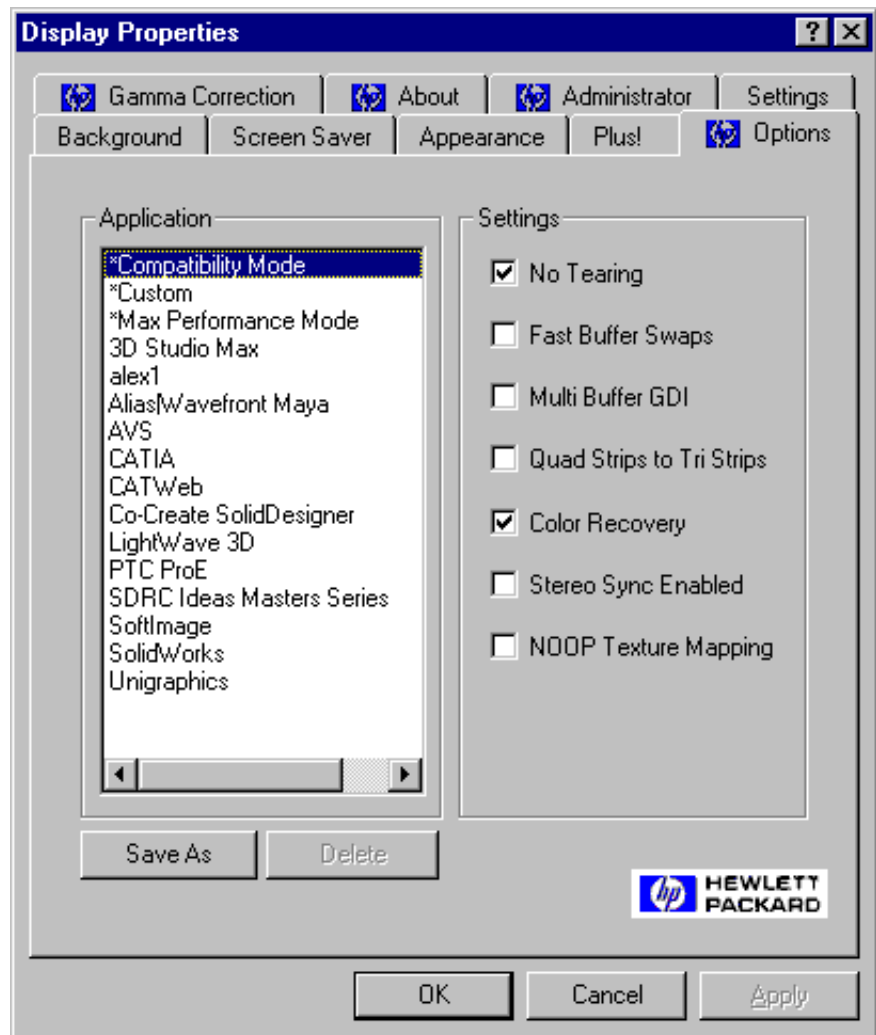 Display Properties
Gamma Correction
About
Administrator
Settings
Background
Screen Saver
Appearance
Plus!
Options
Application
*Compatibility Mode
*Custom
*Max Performance Mode
3D Studio Max
alex1
Alias|Wavefront Maya
AVS
CATIA
CATWeb
Co-Create SolidDesigner
LightWave 3D
PTC ProE
SDRC Ideas Masters Series
SoftImage
SolidWorks
Unigraphics
Settings
No Tearing
Fast Buffer Swaps
Multi Buffer GDI
Quad Strips to Tri Strips
Color Recovery
Stereo Sync Enabled
NOOP Texture Mapping
Save As
Delete
hp
HEWLETT
PACKARD
OK
Cancel
Apply